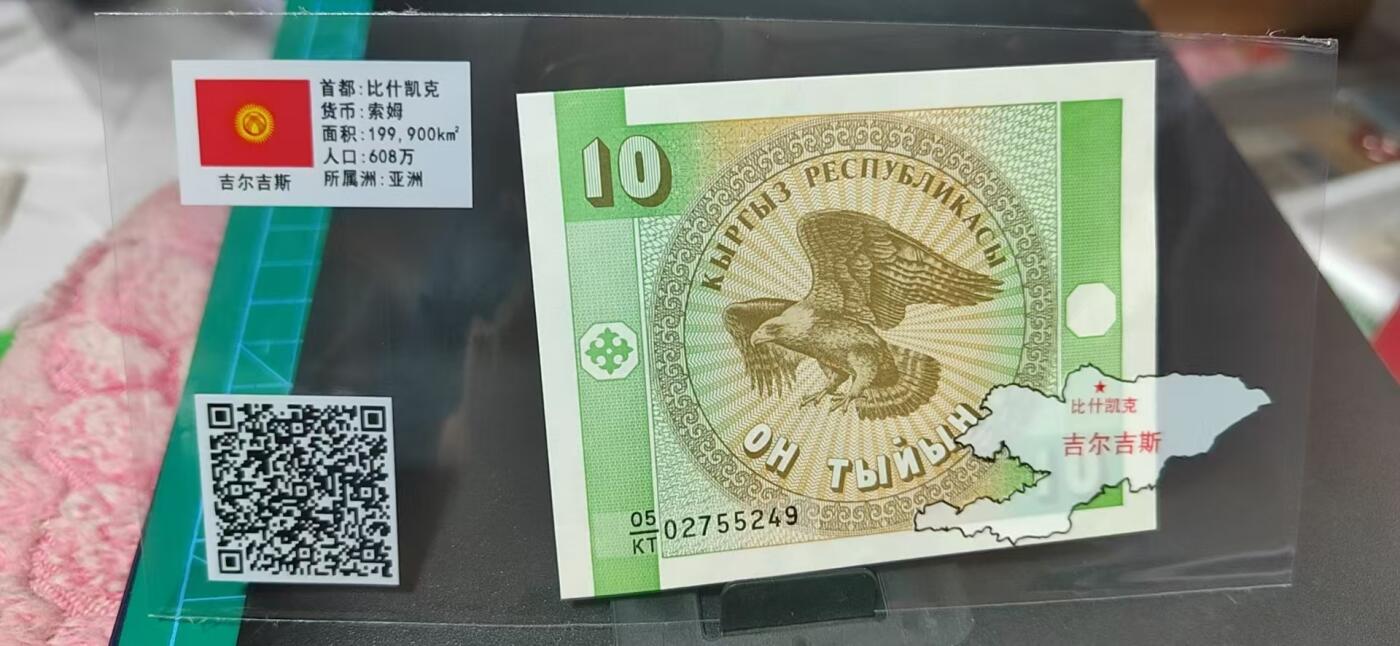 首都:比什凯克
货币:索姆
面积:199,900km²
人口:608万
所属洲:亚洲
吉尔吉斯
10
КЫРГЫЗ РЕСПУБЛИКАСЫ
ОН ТЫЙЫН
05
КТ
02755249
比什凯克
吉尔吉斯
10